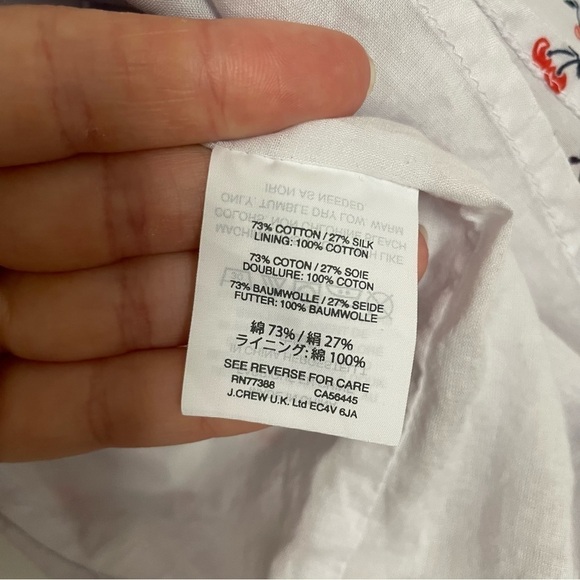 73% COTTON / 27% SILK
LINING: 100% COTTON
73% COTON / 27% SOIE
DOUBLURE: 100% COTON
73% BAUMWOLLE / 27% SEIDE
FUTTER: 100% BAUMWOLLE
綿 73% / 絹 27%
ライニング: 綿 100%
SEE REVERSE FOR CARE
RN77388 CA56445
J.CREW U.K. Ltd EC4V 6JA